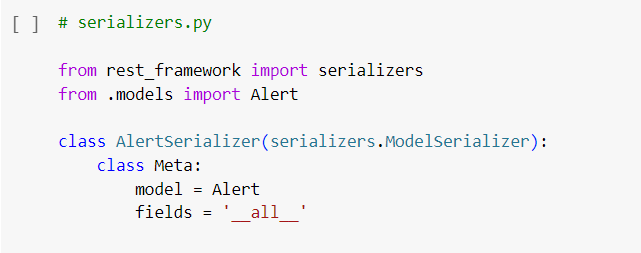 [ ] # serializers.py
from rest_framework import serializers
from .models import Alert
class AlertSerializer(serializers.ModelSerializer):
    class Meta:
        model = Alert
        fields = '__all__'